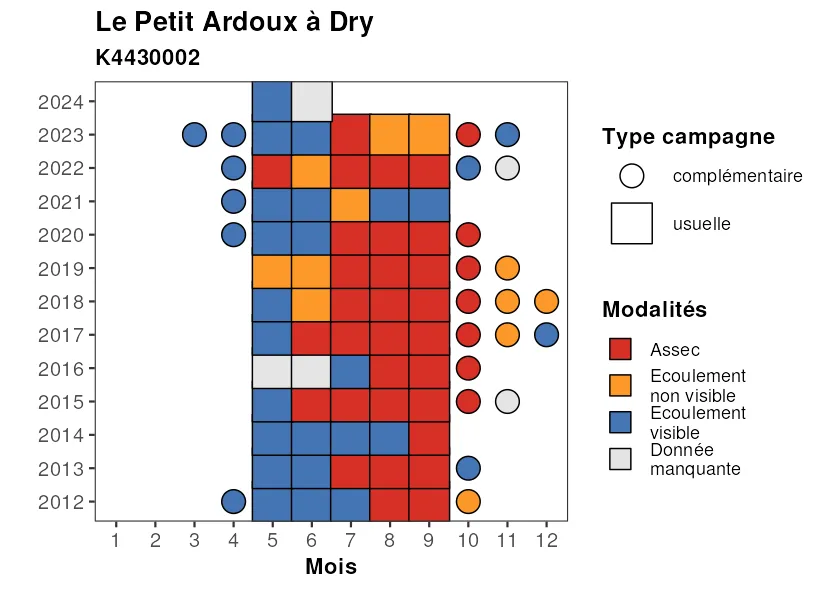 Le Petit Ardoux à Dry
K4430002
2024
2023
2022
2021
2020
2019
2018
2017
2016
2015
2014
2013
2012
1 2 3 4 5 6 7 8 9 10 11 12
Mois
Type campagne
complémentaire
usuelle
Modalités
Assec
Ecoulement
non visible
Ecoulement
visible
Donnée
manquante